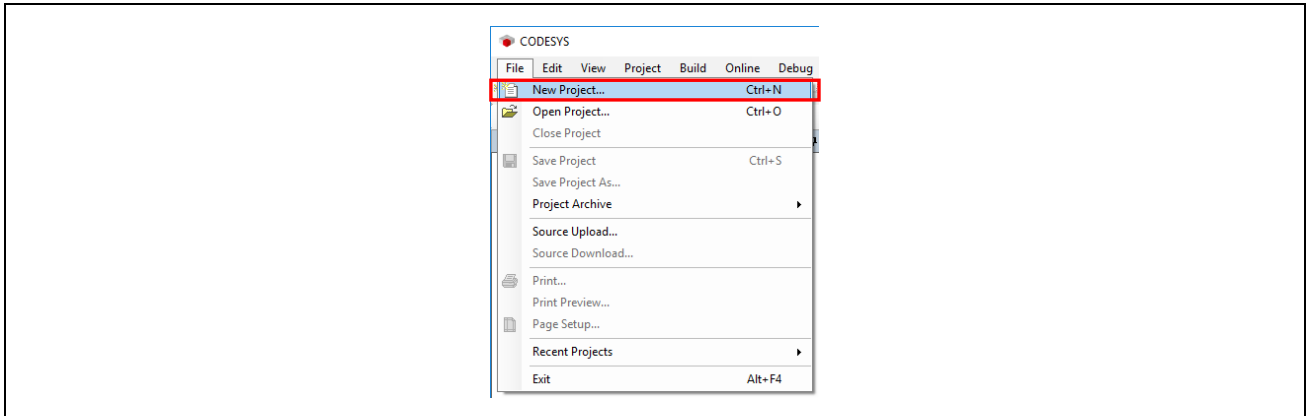 CODESYS
File Edit View Project Build Online Debug
New Project... Ctrl+N
Open Project... Ctrl+O
Close Project
Save Project Ctrl+S
Save Project As...
Project Archive
Source Upload...
Source Download...
Print...
Print Preview...
Page Setup...
Recent Projects
Exit Alt+F4